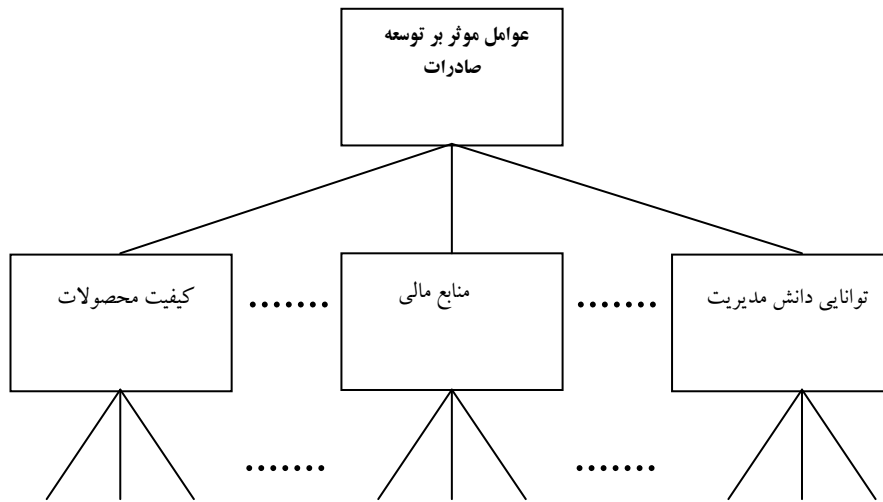 عوامل موثر بر توسعه
صادرات
توانایی دانش مدیریت
.......
منابع مالی
.......
کیفیت محصولات
.......
.......